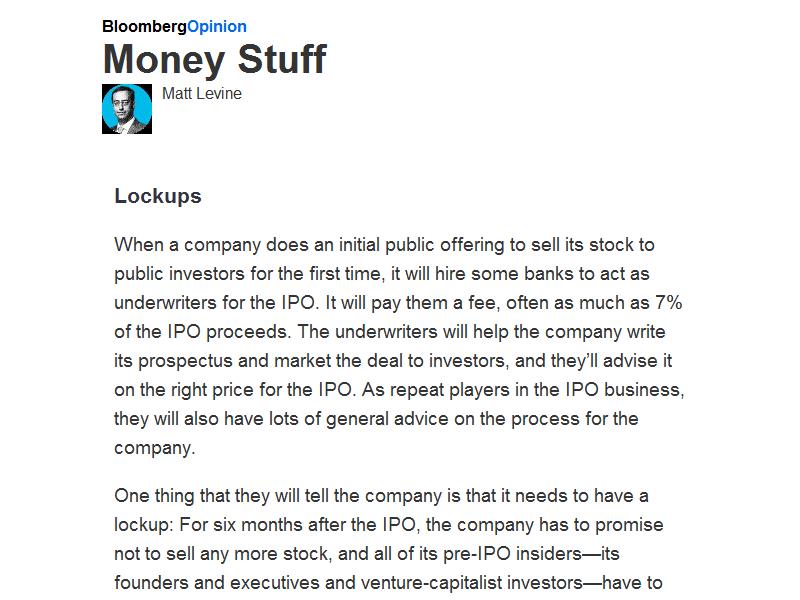 BloombergOpinion
Money Stuff
Matt Levine
Lockups
When a company does an initial public offering to sell its stock to
public investors for the first time, it will hire some banks to act as
underwriters for the IPO. It will pay them a fee, often as much as 7%
of the IPO proceeds. The underwriters will help the company write
its prospectus and market the deal to investors, and they’ll advise it
on the right price for the IPO. As repeat players in the IPO business,
they will also have lots of general advice on the process for the
company.
One thing that they will tell the company is that it needs to have a
lockup: For six months after the IPO, the company has to promise
not to sell any more stock, and all of its pre-IPO insiders—its
founders and executives and venture-capitalist investors—have to